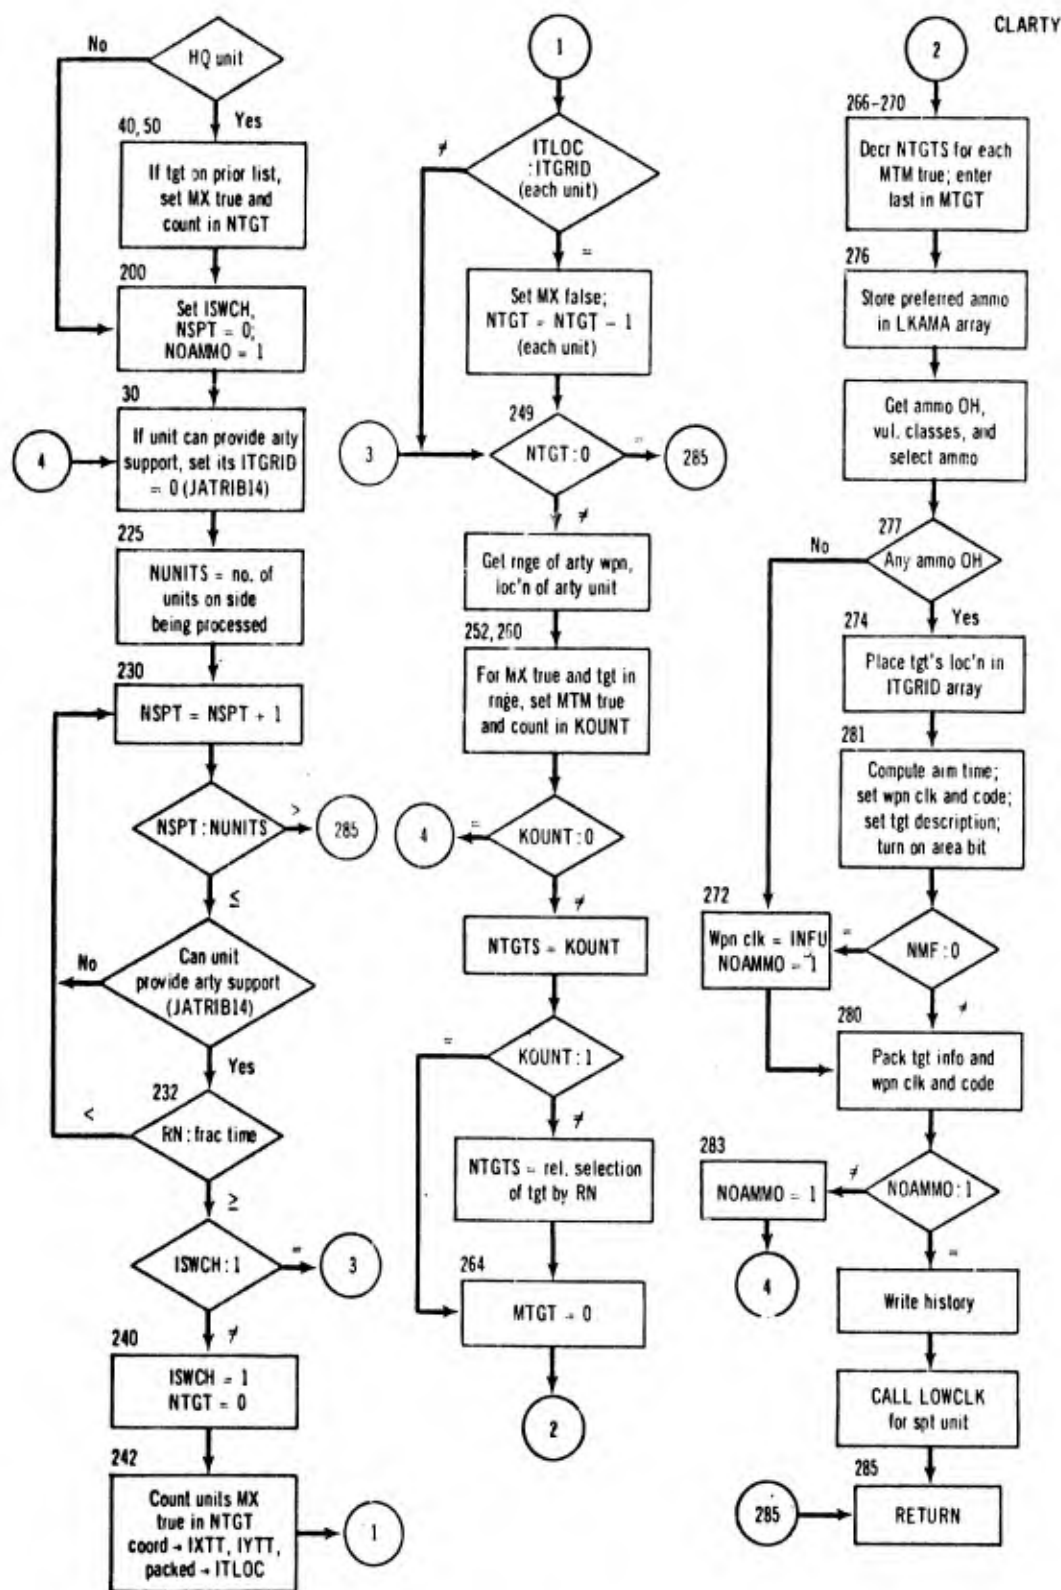 CLARTY
No
HQ unit
Yes
40, 50
If tgt on prior list,
set MX true and
count in NTGT
200
Set ISWCH,
NSPT = 0;
NOAMMO = 1
30
4
If unit can provide arty
support, set its ITGRID
= 0 (JATRIB14)
225
NUNITS = no. of
units on side
being processed
230
NSPT = NSPT + 1
NSPT : NUNITS
>
285
≤
No
Can unit
provide arty support
(JATRIB14)
Yes
232
<
RN : frac time
≥
ISWCH : 1
=
3
≠
240
ISWCH = 1
NTGT = 0
242
Count units MX
true in NTGT
coord → IXTT, IYTT,
packed → ITLOC
1
1
≠
ITLOC
: ITGRID
(each unit)
=
Set MX false;
NTGT = NTGT - 1
(each unit)
249
3
NTGT : 0
=
285
≠
Get rnge of arty wpn,
loc'n of arty unit
252, 260
For MX true and tgt in
rnge, set MTM true
and count in KOUNT
4
=
KOUNT : 0
≠
NTGTS = KOUNT
=
KOUNT : 1
≠
NTGTS = rel. selection
of tgt by RN
264
MTGT = 0
2
2
266-270
Decr NTGTS for each
MTM true; enter
last in MTGT
276
Store preferred ammo
in LKAMA array
Get ammo OH,
vul. classes, and
select ammo
277
No
Any ammo OH
Yes
274
Place tgt's loc'n in
ITGRID array
281
Compute aim time;
set wpn clk and code;
set tgt description;
turn on area bit
272
Wpn clk = INFU
NOAMMO = 1
=
NMF : 0
≠
280
Pack tgt info and
wpn clk and code
283
NOAMMO = 1
≠
NOAMMO : 1
4
=
Write history
CALL LOWCLK
for spt unit
285
285
RETURN